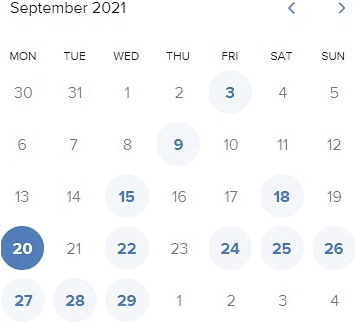 September 2021
MON TUE WED THU FRI SAT SUN
30 31 1 2 3 4 5
6 7 8 9 10 11 12
13 14 15 16 17 18 19
20 21 22 23 24 25 26
27 28 29 1 2 3 4